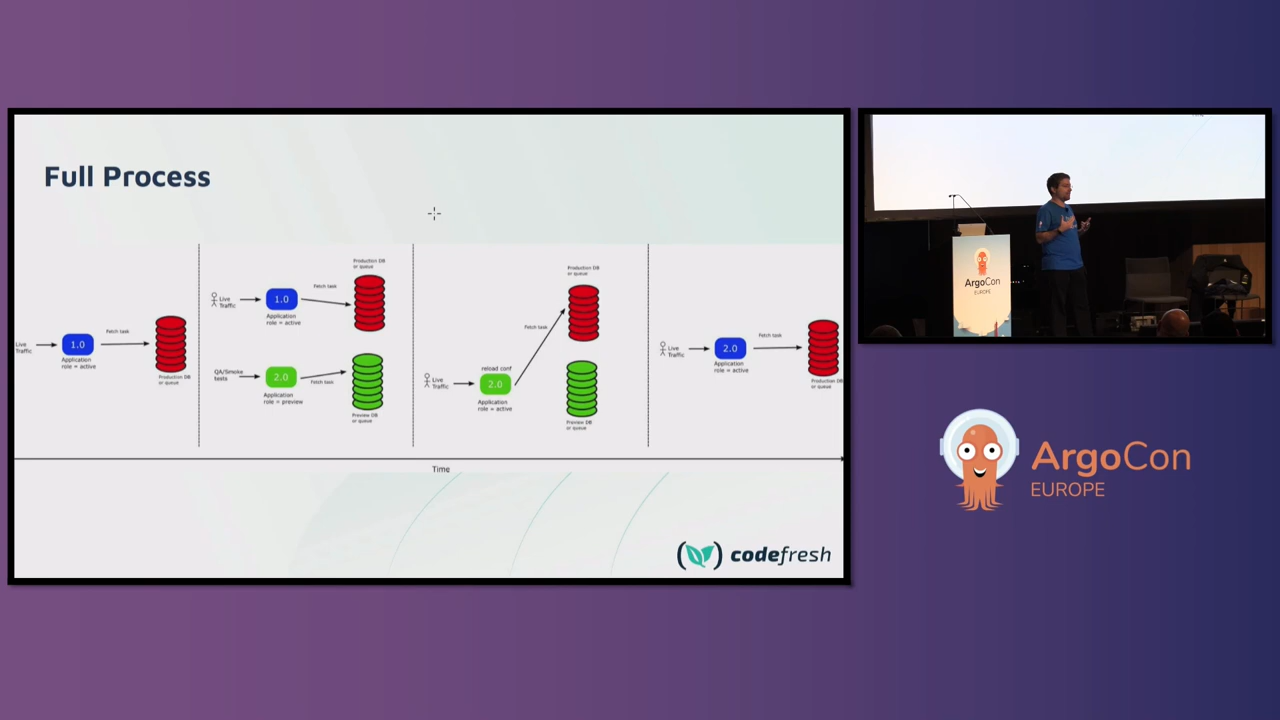 Full Process
Live
Traffic
1.0
Application
role = active
Fetch task
Production DB
or queue
Live
Traffic
1.0
Application
role = active
Fetch task
Production DB
or queue
QA/Smoke
tests
2.0
Application
role = preview
Fetch task
Preview DB
or queue
Live
Traffic
reload conf
2.0
Application
role = active
Fetch task
Production DB
or queue
Preview DB
or queue
Live
Traffic
2.0
Application
role = active
Fetch task
Production DB
or queue
Time
(codefresh)
ArgoCon
EUROPE
ArgoCon
EUROPE